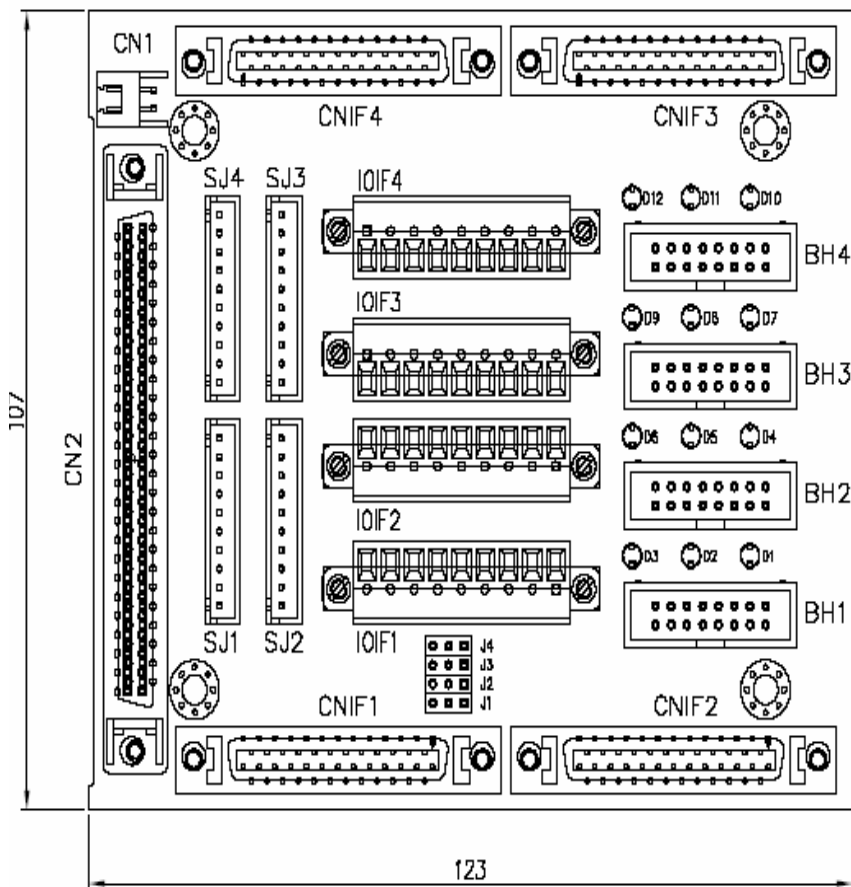 CN1
CNIF4
CNIF3
SJ4
SJ3
IOIF4
D12
D11
D10
BH4
IOIF3
D9
D8
D7
BH3
107
CN2
D6
D5
D4
BH2
IOIF2
D3
D2
D1
BH1
SJ1
SJ2
IOIF1
J4
J3
J2
J1
CNIF1
CNIF2
123